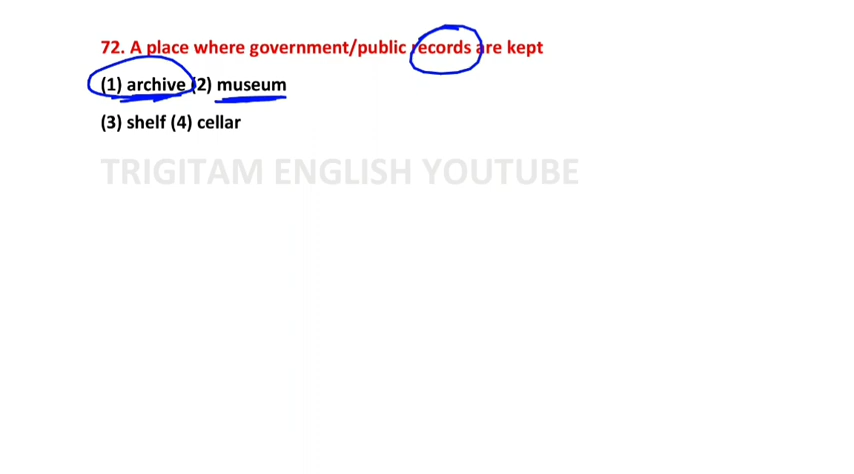 72. A place where government/public records are kept
(1) archive (2) museum
(3) shelf (4) cellar
TRIGITAM ENGLISH YOUTUBE